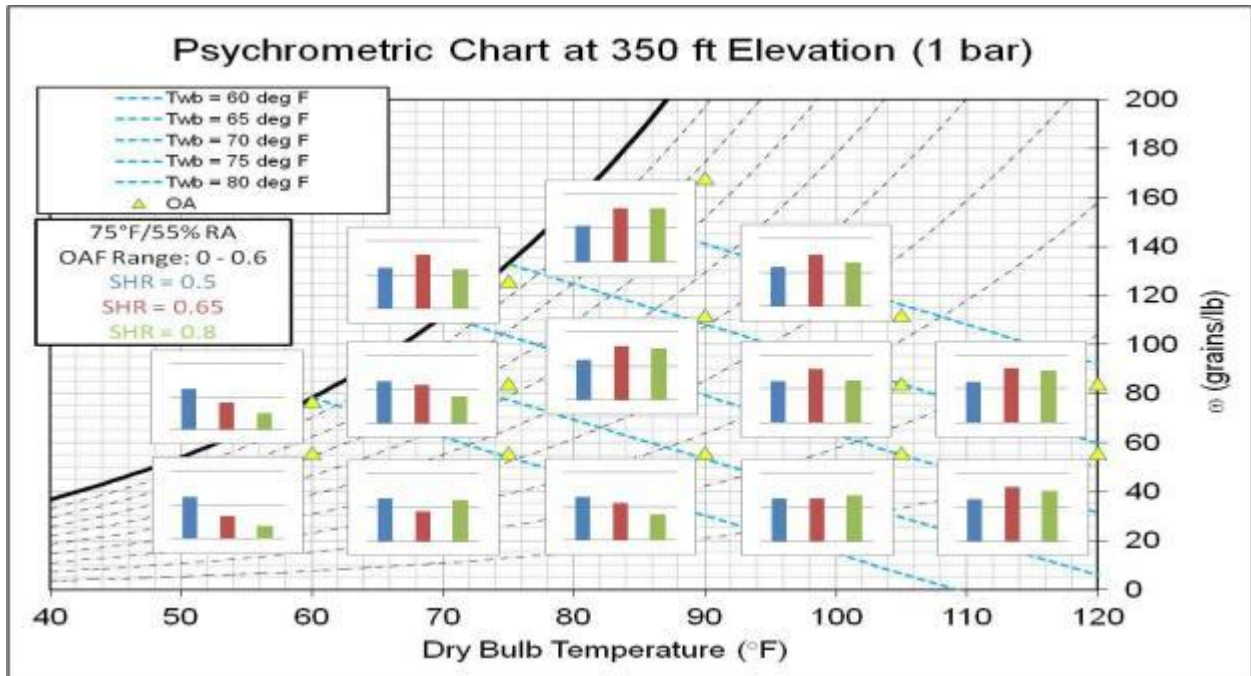 Psychrometric Chart at 350 ft Elevation (1 bar)
Twb = 60 deg F
Twb = 65 deg F
Twb = 70 deg F
Twb = 75 deg F
Twb = 80 deg F
OA
75°F/55% RA
OAF Range: 0 - 0.6
SHR = 0.5
SHR = 0.65
SHR = 0.8
200
180
160
140
120
100
80
60
40
20
0
ω (grains/lb)
40 50 60 70 80 90 100 110 120
Dry Bulb Temperature (°F)